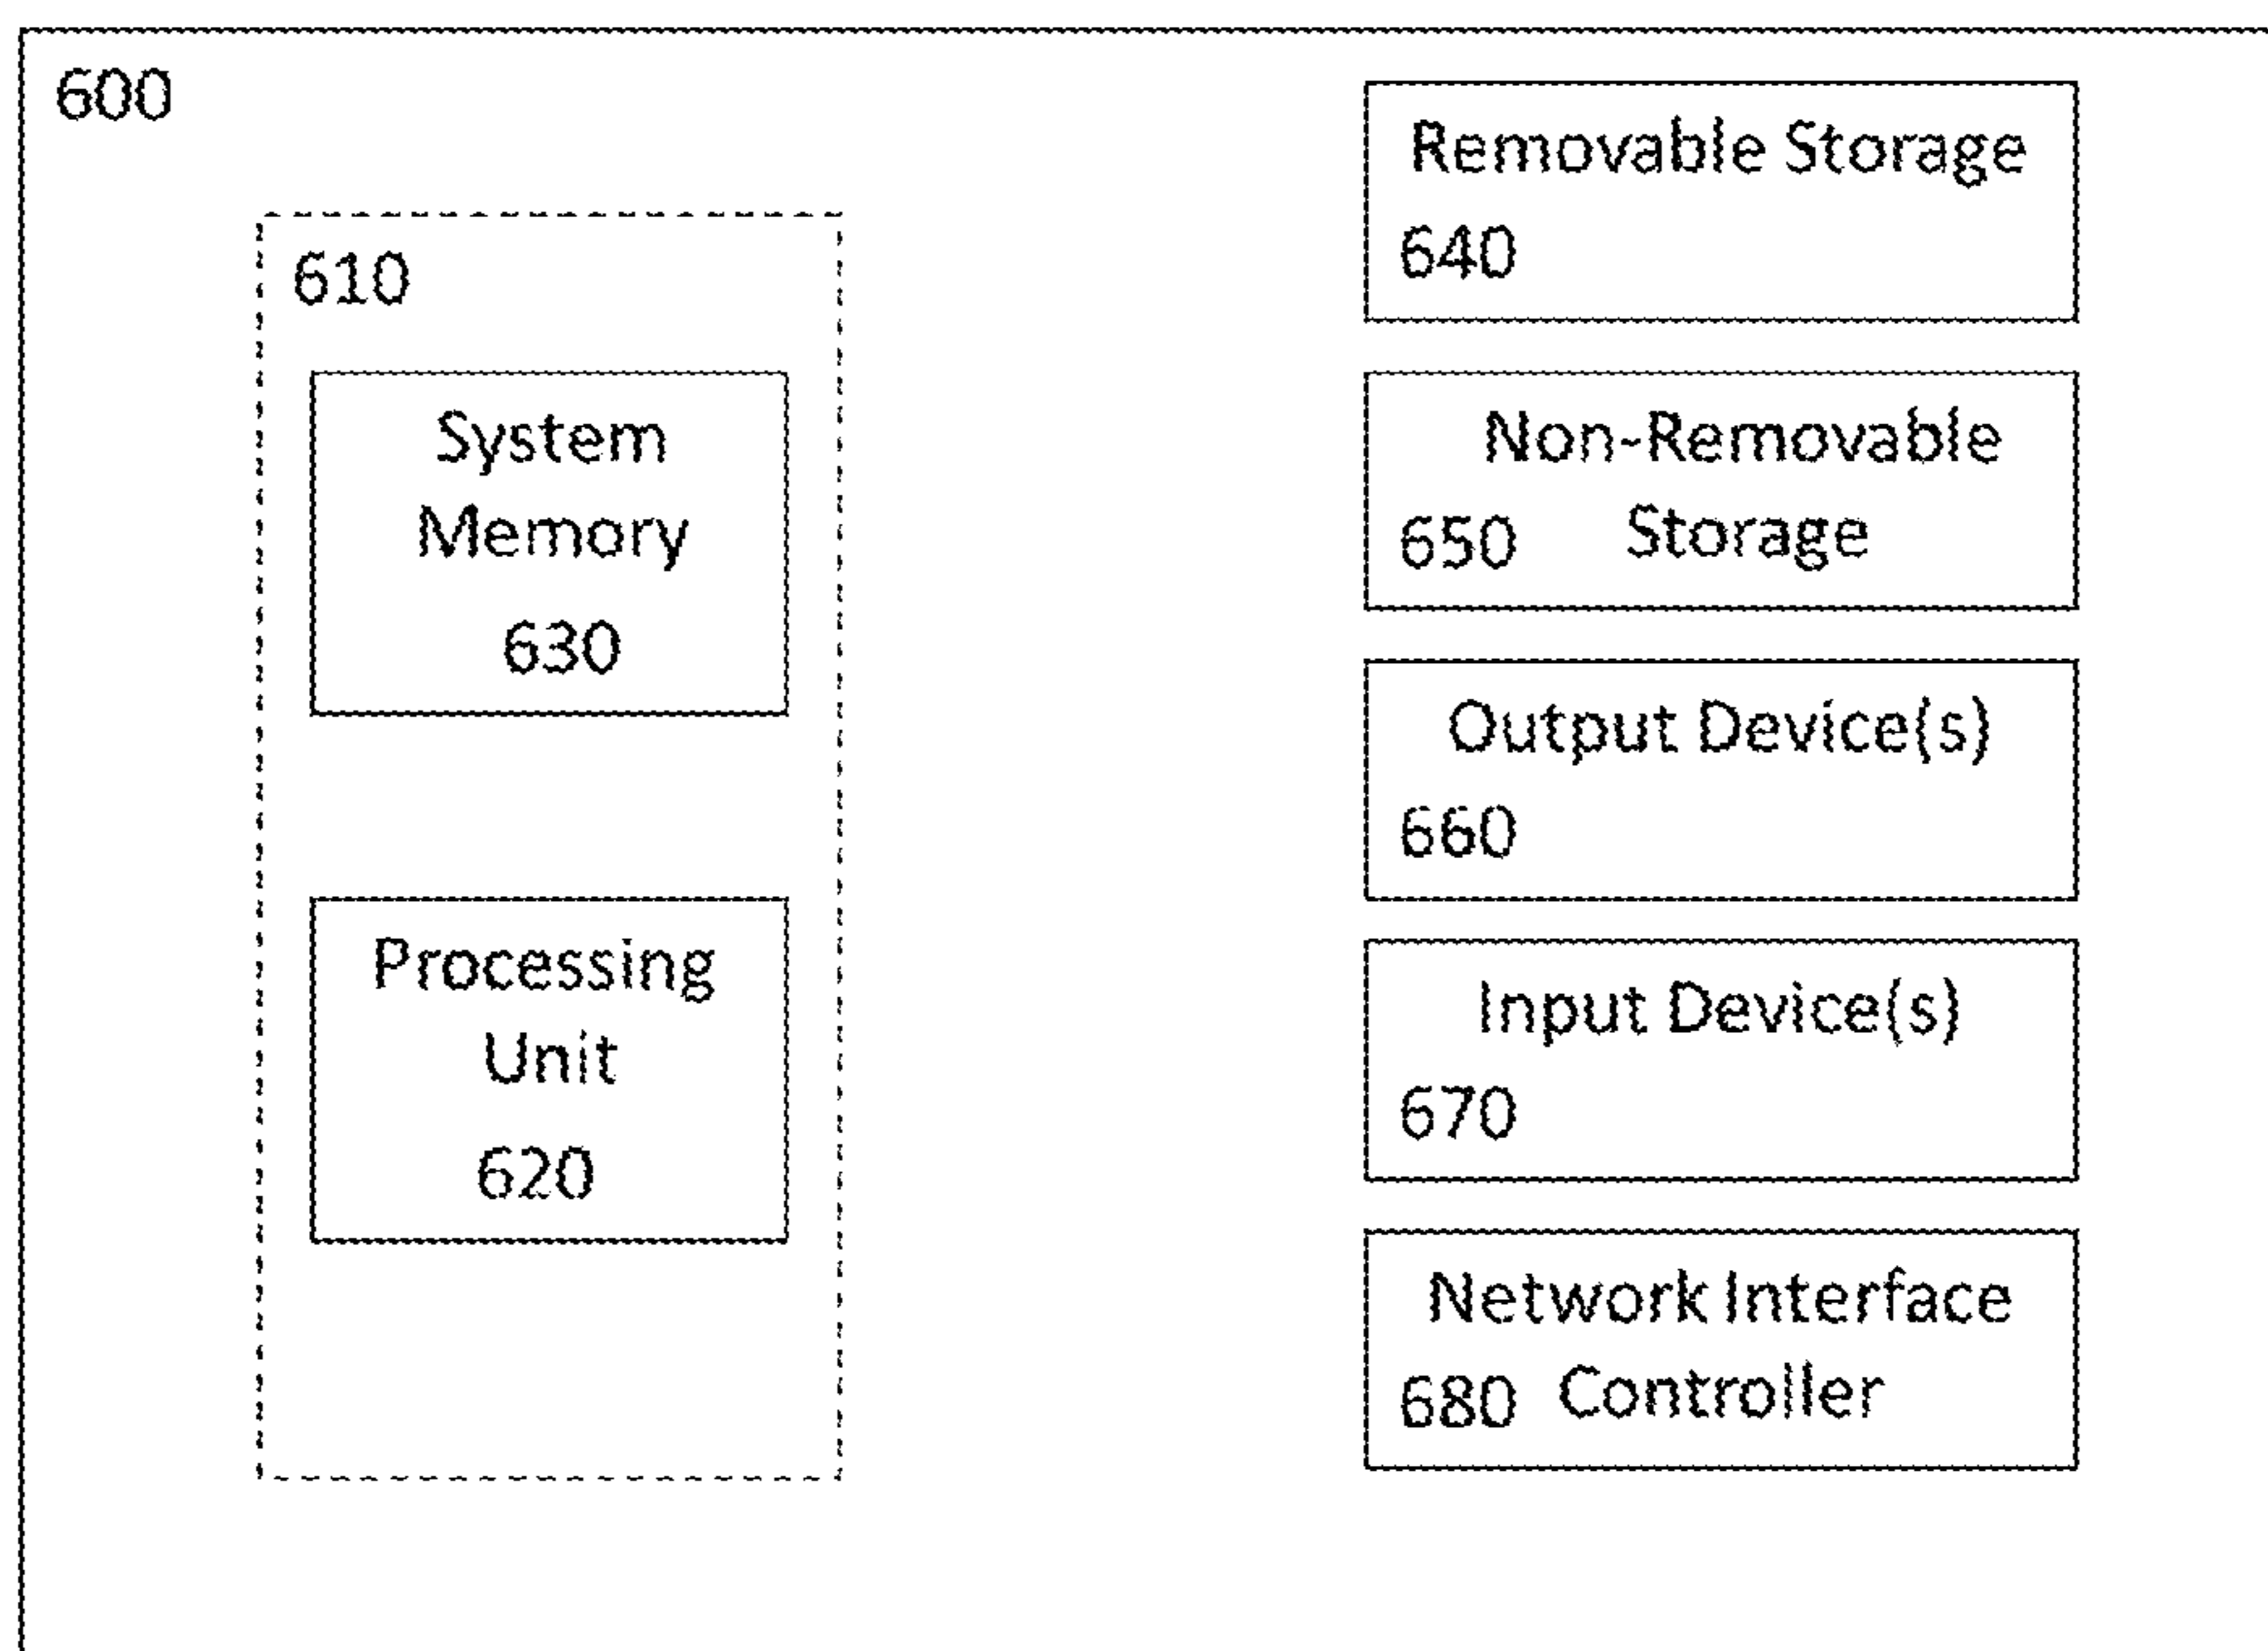 600
610
System
Memory
630
Processing
Unit
620
Removable Storage
640
Non-Removable
650 Storage
Output Device(s)
660
Input Device(s)
670
Network Interface
680 Controller